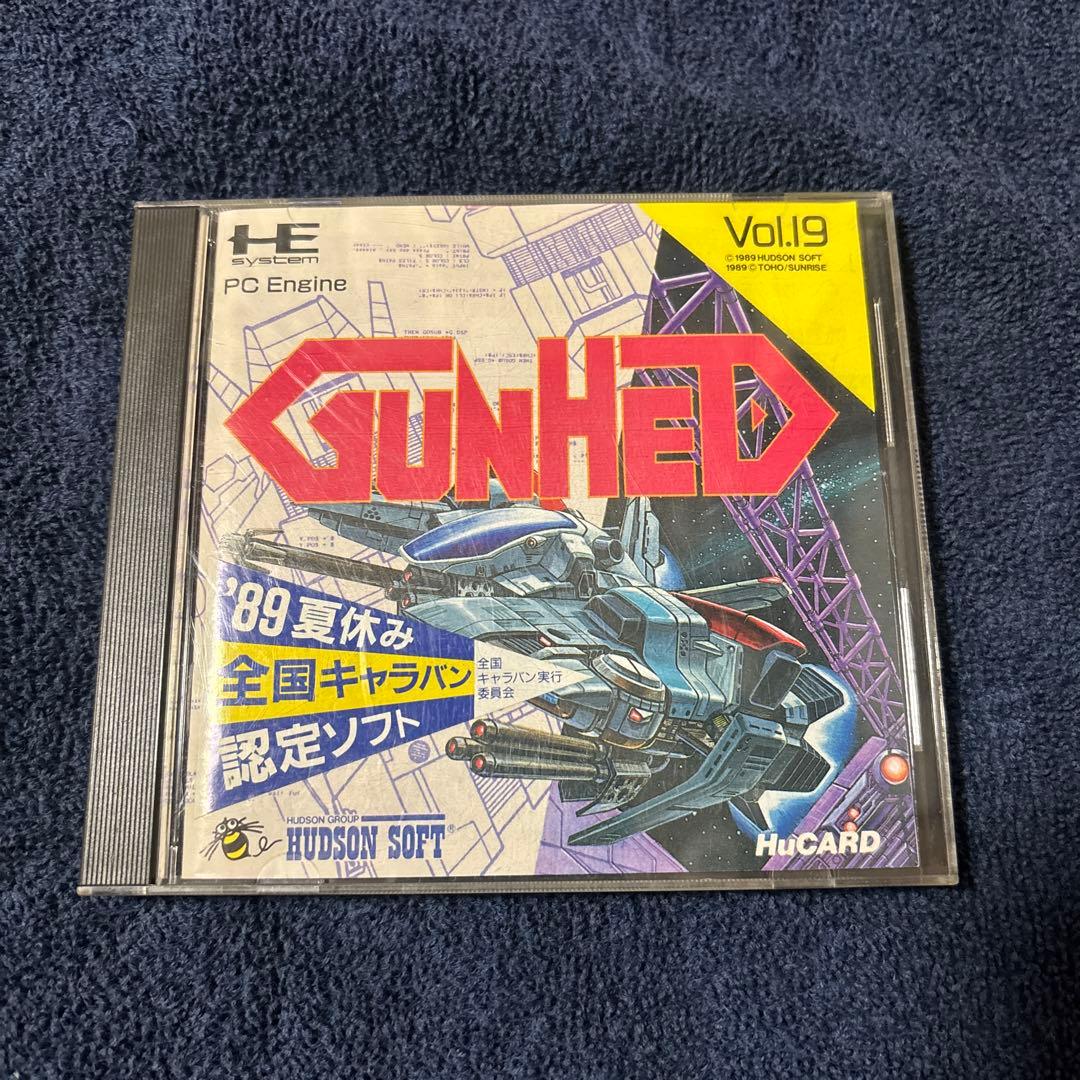 HE
system
PC Engine
Vol.19
© 1989 HUDSON SOFT
1989 © TOHO/SUNRISE
GUNHED
'89 夏休み
全国キャラバン
認定ソフト
全国
キャラバン実行
委員会
HUDSON GROUP
HUDSON SOFT®
HuCARD